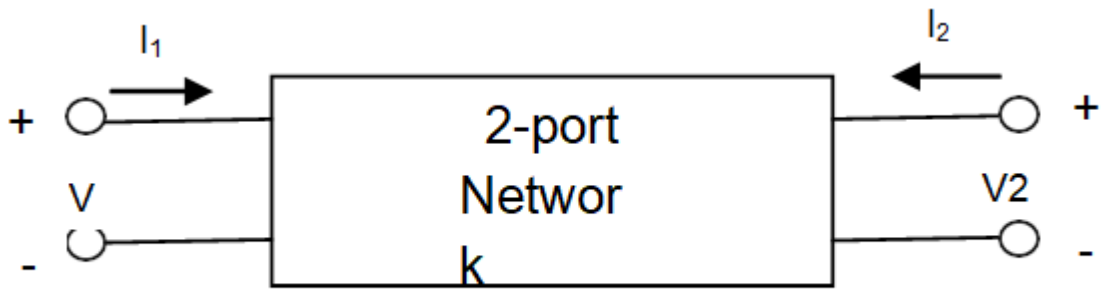 I₁
I₂
+
2-port
+
V
Networ
V2
-
k
-